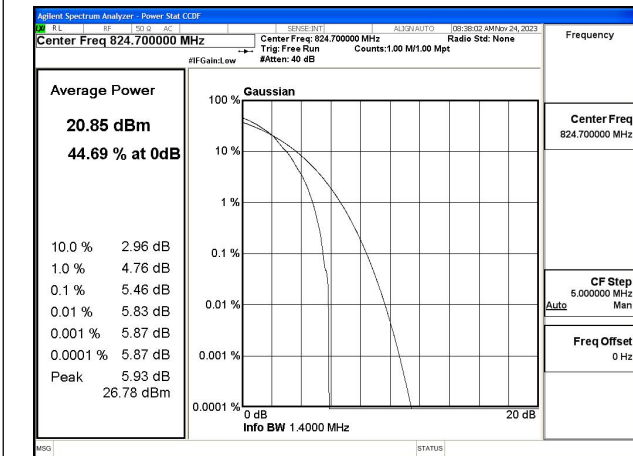 Agilent Spectrum Analyzer - Power Stat CCDF
RL RF 50 Ω AC SENSE:INT ALIGN AUTO 08:38:02 AM Nov 24, 2023
Center Freq 824.700000 MHz
Center Freq: 824.700000 MHz Radio Std: None
Trig: Free Run Counts:1.00 M/1.00 Mpt
#IFGain:Low #Atten: 40 dB
Frequency
Average Power
20.85 dBm
44.69 % at 0dB
10.0 % 2.96 dB
1.0 % 4.76 dB
0.1 % 5.46 dB
0.01 % 5.83 dB
0.001 % 5.87 dB
0.0001 % 5.87 dB
Peak 5.93 dB
26.78 dBm
Gaussian
100 %
10 %
1 %
0.1 %
0.01 %
0.001 %
0.0001 %
0 dB 20 dB
Info BW 1.4000 MHz
Center Freq
824.700000 MHz
CF Step
5.000000 MHz
Auto Man
Freq Offset
0 Hz
MSG STATUS